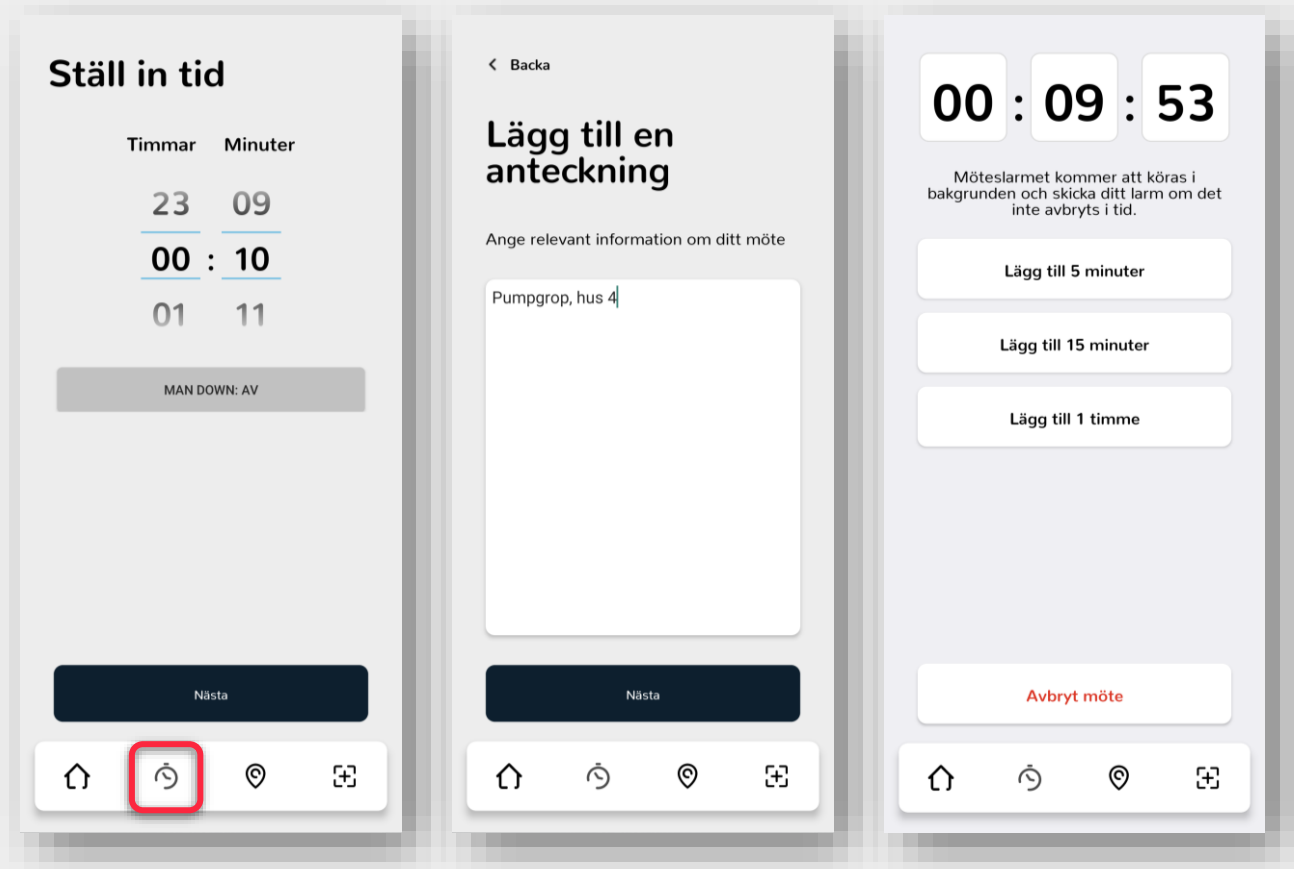 Ställ in tid
Timmar Minuter
23 09
00 : 10
01 11
MAN DOWN: AV
Nästa
Backa
Lägg till en
anteckning
Ange relevant information om ditt möte
Pumpgrop, hus 4
Nästa
00 : 09 : 53
Möteslarmet kommer att köras i
bakgrunden och skicka ditt larm om det
inte avbryts i tid.
Lägg till 5 minuter
Lägg till 15 minuter
Lägg till 1 timme
Avbryt möte